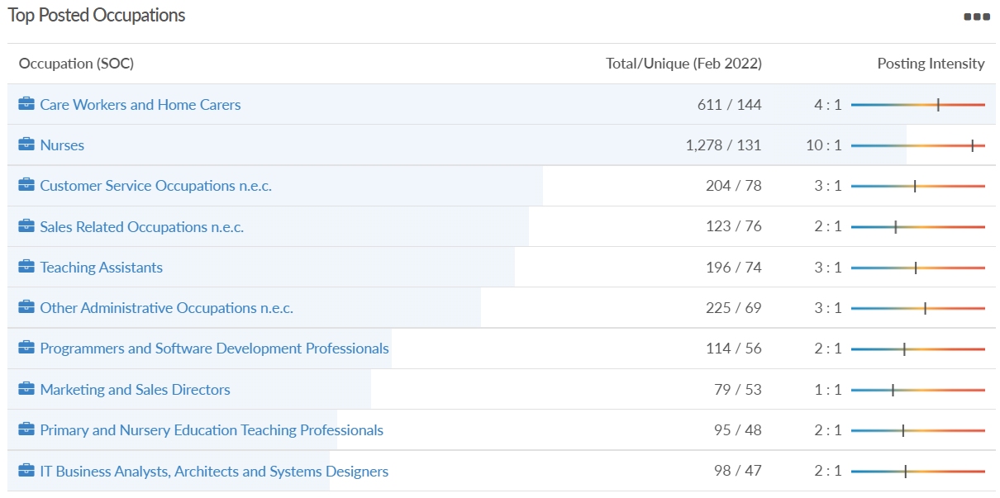 Top Posted Occupations
Occupation (SOC) Total/Unique (Feb 2022) Posting Intensity
Care Workers and Home Carers 611 / 144 4 : 1
Nurses 1,278 / 131 10 : 1
Customer Service Occupations n.e.c. 204 / 78 3 : 1
Sales Related Occupations n.e.c. 123 / 76 2 : 1
Teaching Assistants 196 / 74 3 : 1
Other Administrative Occupations n.e.c. 225 / 69 3 : 1
Programmers and Software Development Professionals 114 / 56 2 : 1
Marketing and Sales Directors 79 / 53 1 : 1
Primary and Nursery Education Teaching Professionals 95 / 48 2 : 1
IT Business Analysts, Architects and Systems Designers 98 / 47 2 : 1